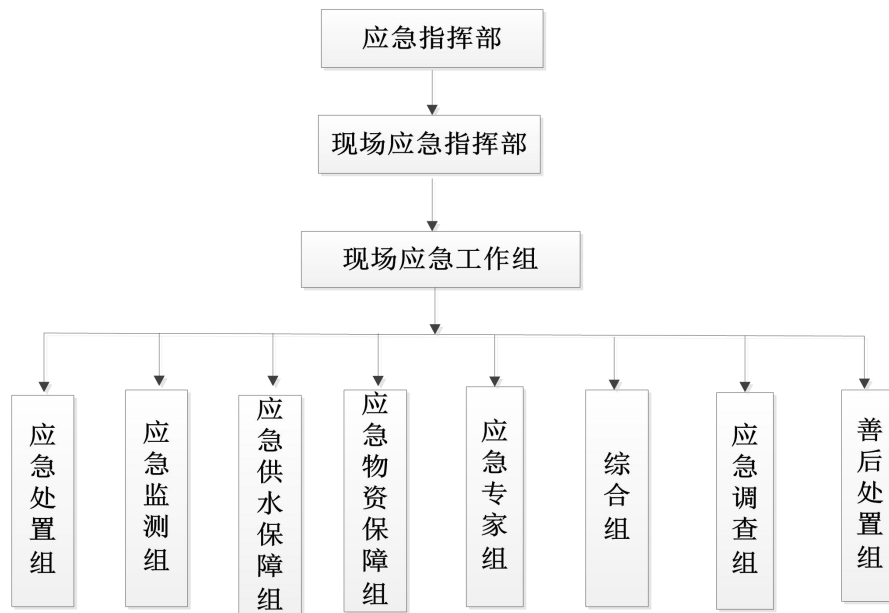 应急指挥部
现场应急指挥部
现场应急工作组
应急处置组
应急监测组
应急供水保障组
应急物资保障组
应急专家组
综合组
应急调查组
善后处置组